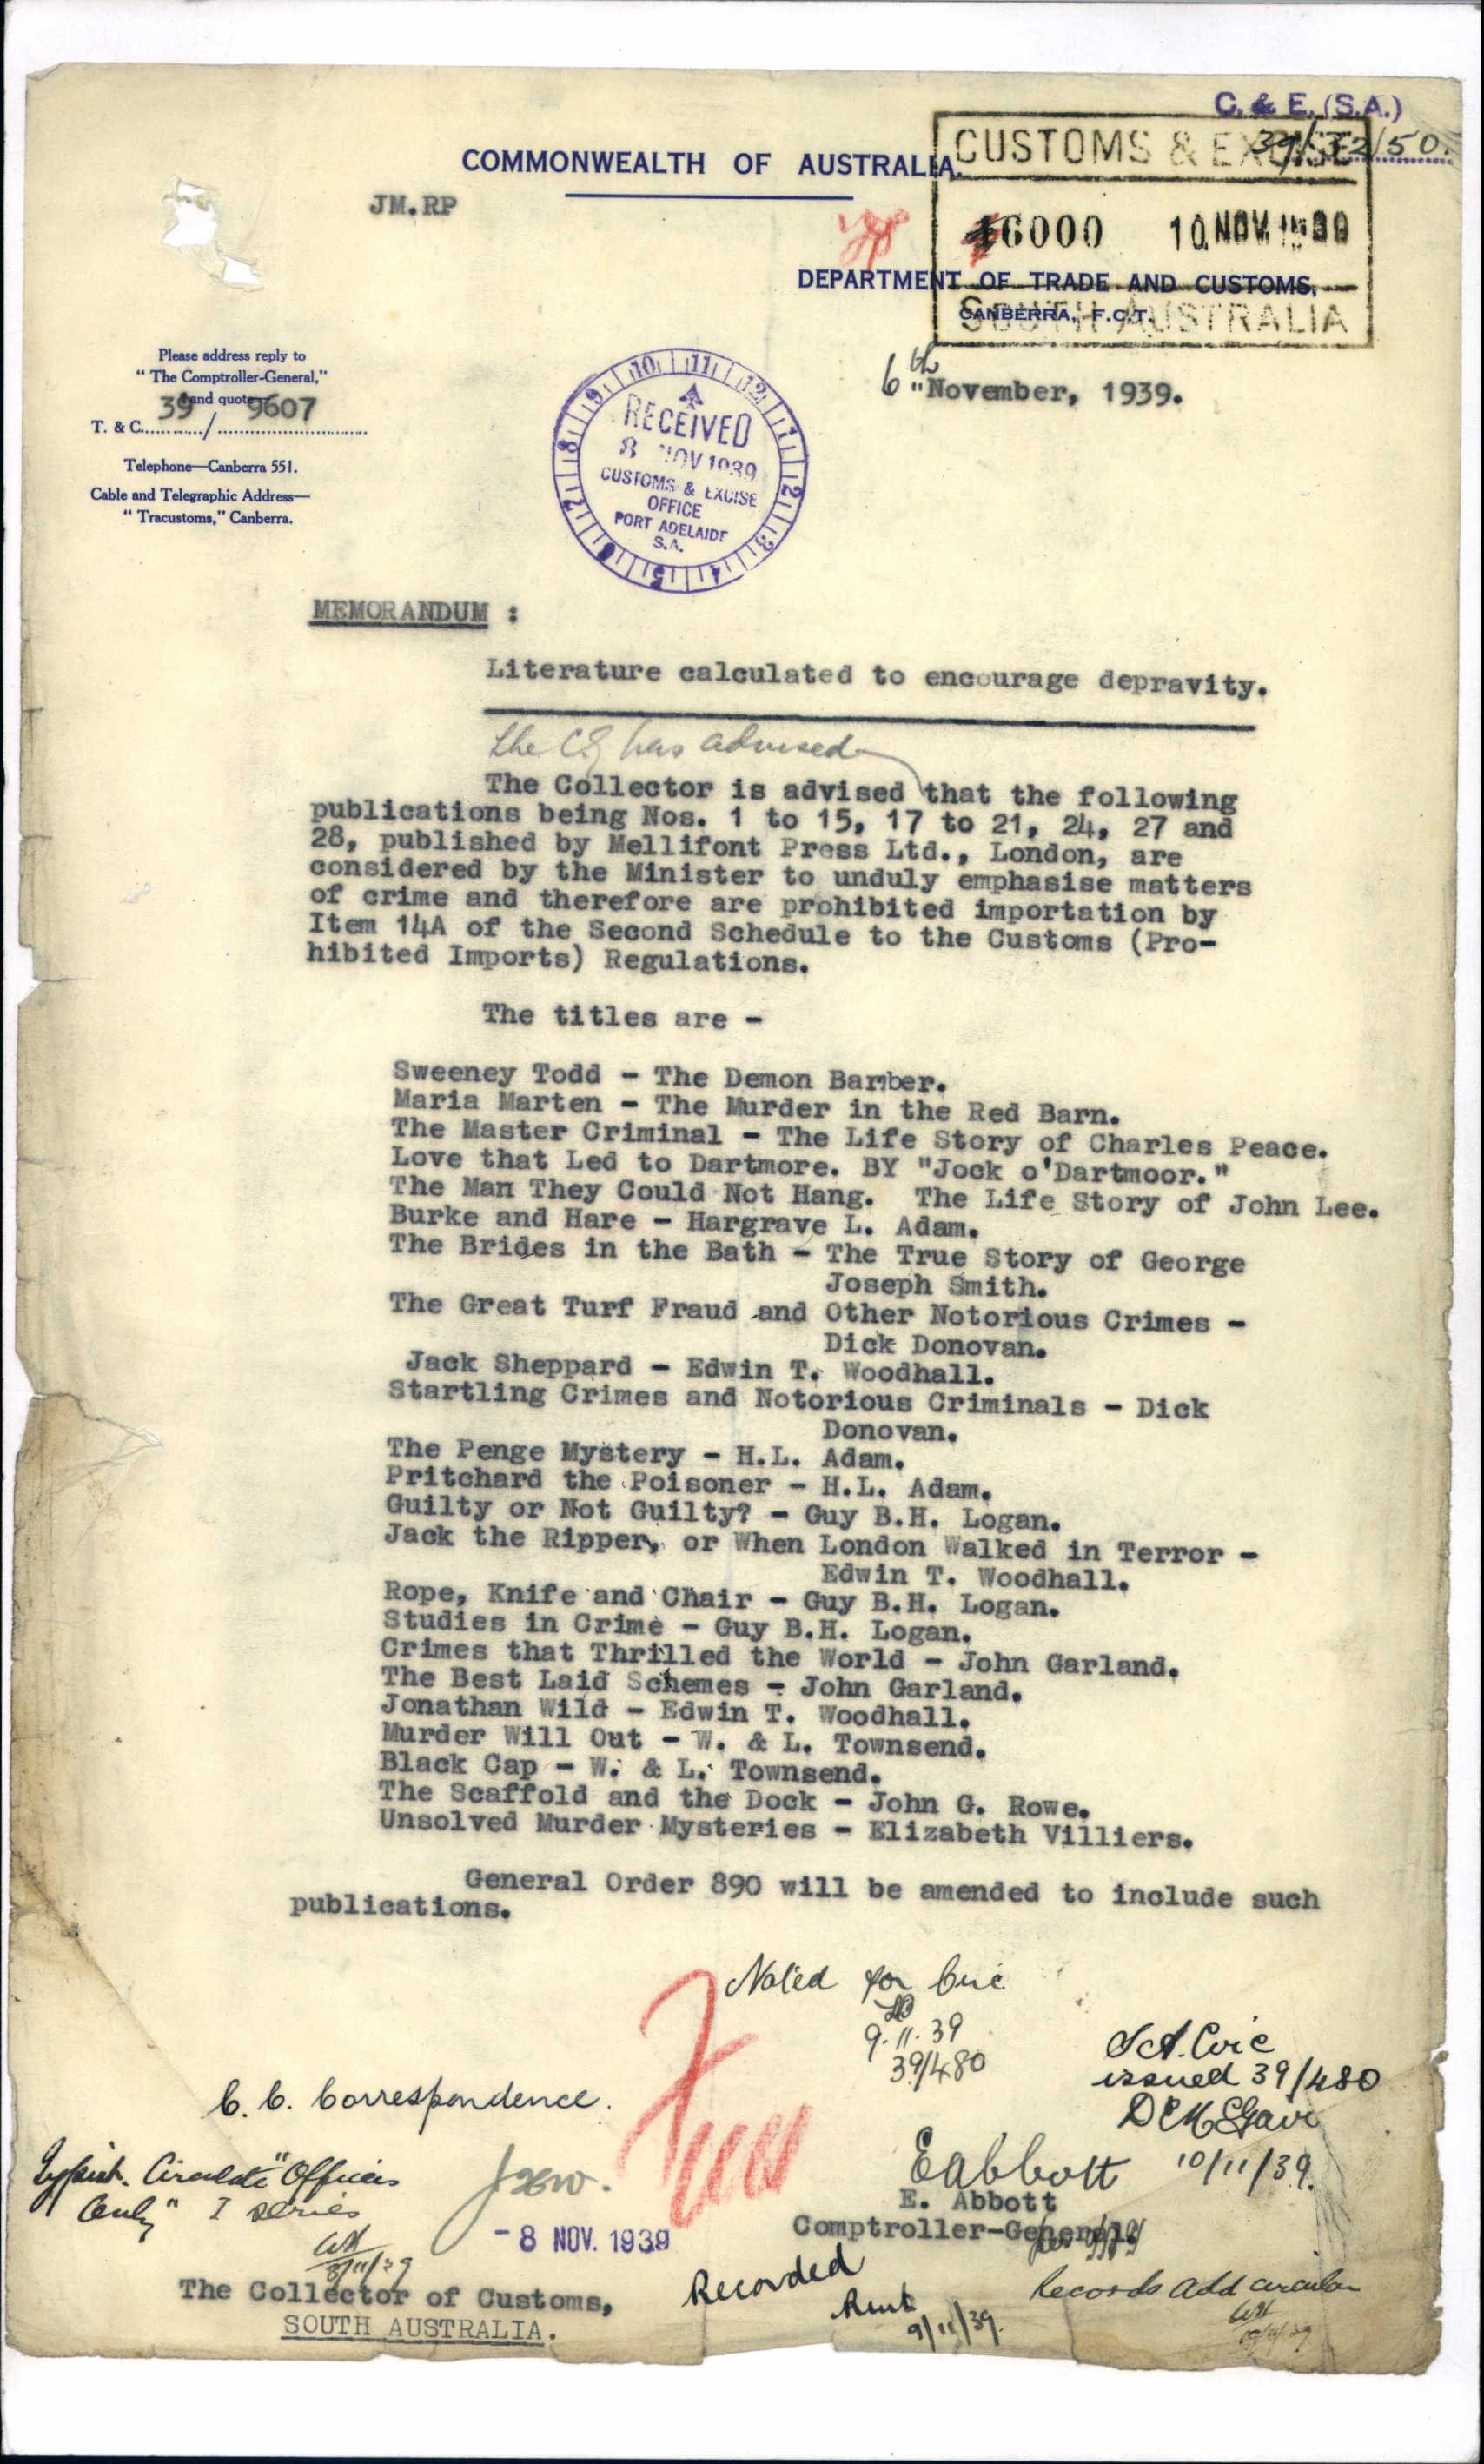 C. & E. (S.A.)
COMMONWEALTH OF AUSTRALIA.
CUSTOMS & EXCISE
JM.RP
6000 10 NOV 1939
DEPARTMENT OF TRADE AND CUSTOMS,
CANBERRA, F.C.T.
SOUTH AUSTRALIA
6th November, 1939.
Please address reply to
" The Comptroller-General,"
and quote—
T. & C. 39 / 9607
Telephone—Canberra 551.
Cable and Telegraphic Address—
" Tracustoms," Canberra.
RECEIVED
8 NOV 1939
CUSTOMS & EXCISE
OFFICE
PORT ADELAIDE
S.A.
MEMORANDUM :
Literature calculated to encourage depravity.
the CG has advised
The Collector is advised that the following
publications being Nos. 1 to 15, 17 to 21, 24, 27 and
28, published by Mellifont Press Ltd., London, are
considered by the Minister to unduly emphasise matters
of crime and therefore are prohibited importation by
Item 14A of the Second Schedule to the Customs (Pro-
hibited Imports) Regulations.
The titles are -
Sweeney Todd - The Demon Barber.
Maria Marten - The Murder in the Red Barn.
The Master Criminal - The Life Story of Charles Peace.
Love that Led to Dartmore. BY "Jock o'Dartmoor."
The Man They Could Not Hang. The Life Story of John Lee.
Burke and Hare - Hargrave L. Adam.
The Brides in the Bath - The True Story of George
Joseph Smith.
The Great Turf Fraud and Other Notorious Crimes -
Dick Donovan.
Jack Sheppard - Edwin T. Woodhall.
Startling Crimes and Notorious Criminals - Dick
Donovan.
The Penge Mystery - H.L. Adam.
Pritchard the Poisoner - H.L. Adam.
Guilty or Not Guilty? - Guy B.H. Logan.
Jack the Ripper, or When London Walked in Terror -
Edwin T. Woodhall.
Rope, Knife and Chair - Guy B.H. Logan.
Studies in Crime - Guy B.H. Logan.
Crimes that Thrilled the World - John Garland.
The Best Laid Schemes - John Garland.
Jonathan Wild - Edwin T. Woodhall.
Murder Will Out - W. & L. Townsend.
Black Cap - W. & L. Townsend.
The Scaffold and the Dock - John G. Rowe.
Unsolved Murder Mysteries - Elizabeth Villiers.
General Order 890 will be amended to include such
publications.
Noted for Circ
9.11.39
39/480
S.A. Circ
issued 39/480
C.C. Correspondence.
10/11/39.
Typist. Circulate "Officers
Only" I series
8/11/39
EAbbott
E. Abbott
Comptroller-General
- 8 NOV. 1939
The Collector of Customs,
SOUTH AUSTRALIA.
Recorded
9/11/39.
Records add circular